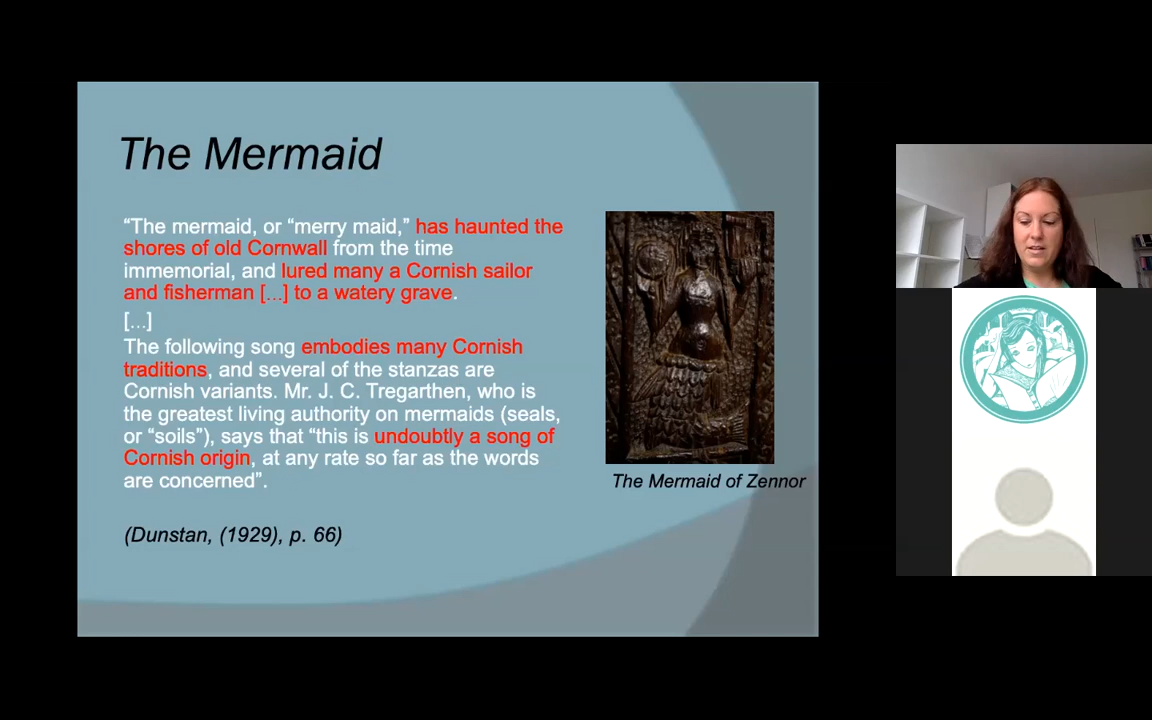 The Mermaid
“The mermaid, or “merry maid,” has haunted the
shores of old Cornwall from the time
immemorial, and lured many a Cornish sailor
and fisherman [...] to a watery grave.
[...]
The following song embodies many Cornish
traditions, and several of the stanzas are
Cornish variants. Mr. J. C. Tregarthen, who is
the greatest living authority on mermaids (seals,
or “soils”), says that “this is undoubtly a song of
Cornish origin, at any rate so far as the words
are concerned”.
The Mermaid of Zennor
(Dunstan, (1929), p. 66)